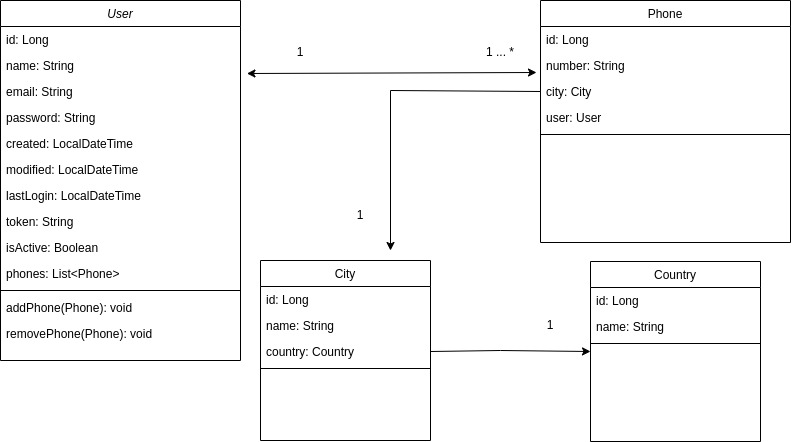 User
id: Long
name: String
email: String
password: String
created: LocalDateTime
modified: LocalDateTime
lastLogin: LocalDateTime
token: String
isActive: Boolean
phones: List<Phone>
addPhone(Phone): void
removePhone(Phone): void
1
1 ... *
Phone
id: Long
number: String
city: City
user: User
1
City
id: Long
name: String
country: Country
1
Country
id: Long
name: String